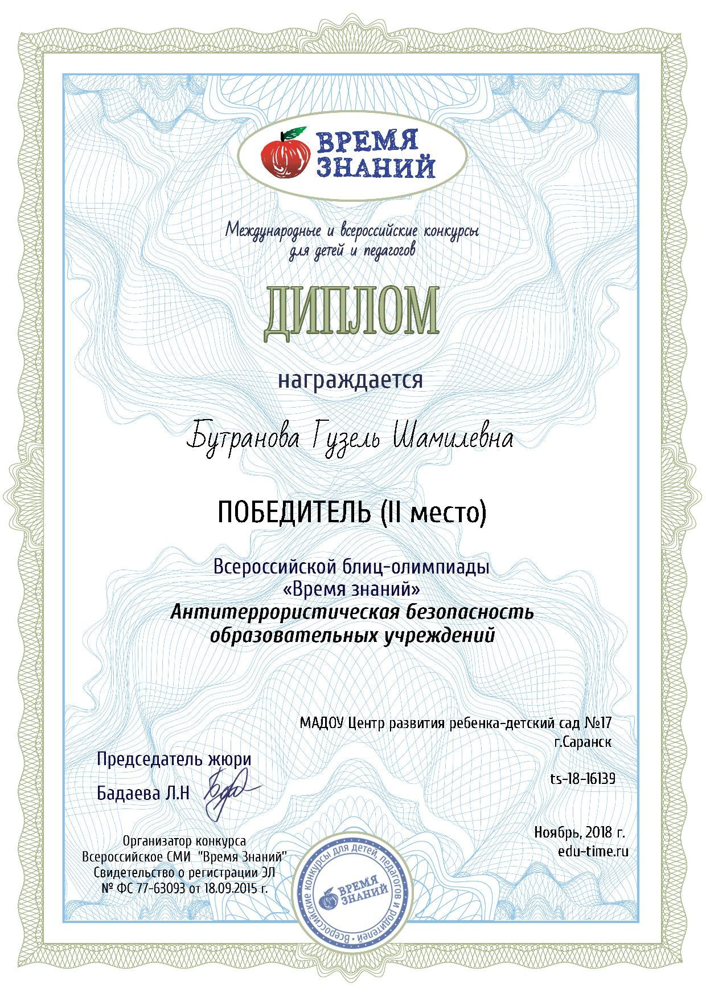 ВРЕМЯ
ЗНАНИЙ
Международные и всероссийские конкурсы
для детей и педагогов
ДИПЛОМ
награждается
Бутранова Гузель Шамилевна
ПОБЕДИТЕЛЬ (II место)
Всероссийской блиц-олимпиады
«Время знаний»
Антитеррористическая безопасность
образовательных учреждений
МАДОУ Центр развития ребенка-детский сад №17
г.Саранск
Председатель жюри
ts-18-16139
Бадаева Л.Н
Ноябрь, 2018 г.
edu-time.ru
Организатор конкурса
Всероссийское СМИ "Время Знаний"
Свидетельство о регистрации ЭЛ
№ ФС 77-63093 от 18.09.2015 г.
Всероссийские конкурсы для детей, педагогов и родителей •
ВРЕМЯ
ЗНАНИЙ